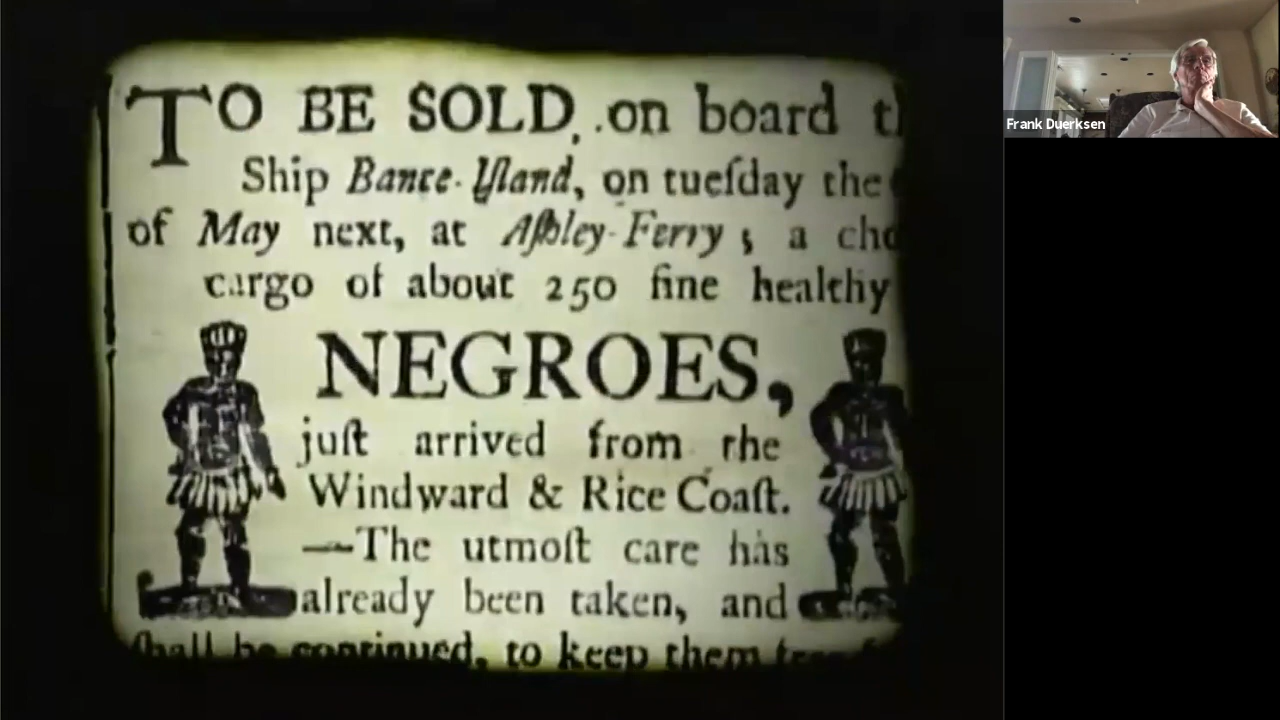 TO BE SOLD, on board
Ship Bance-Yſland, on tueſday the
of May next, at Aſhley-Ferry; a
cargo of about 250 fine healthy
NEGROES,
juſt arrived from the
Windward & Rice Coaſt.
—The utmoſt care has
already been taken, and
ſhall be continued, to keep them
Frank Duerksen